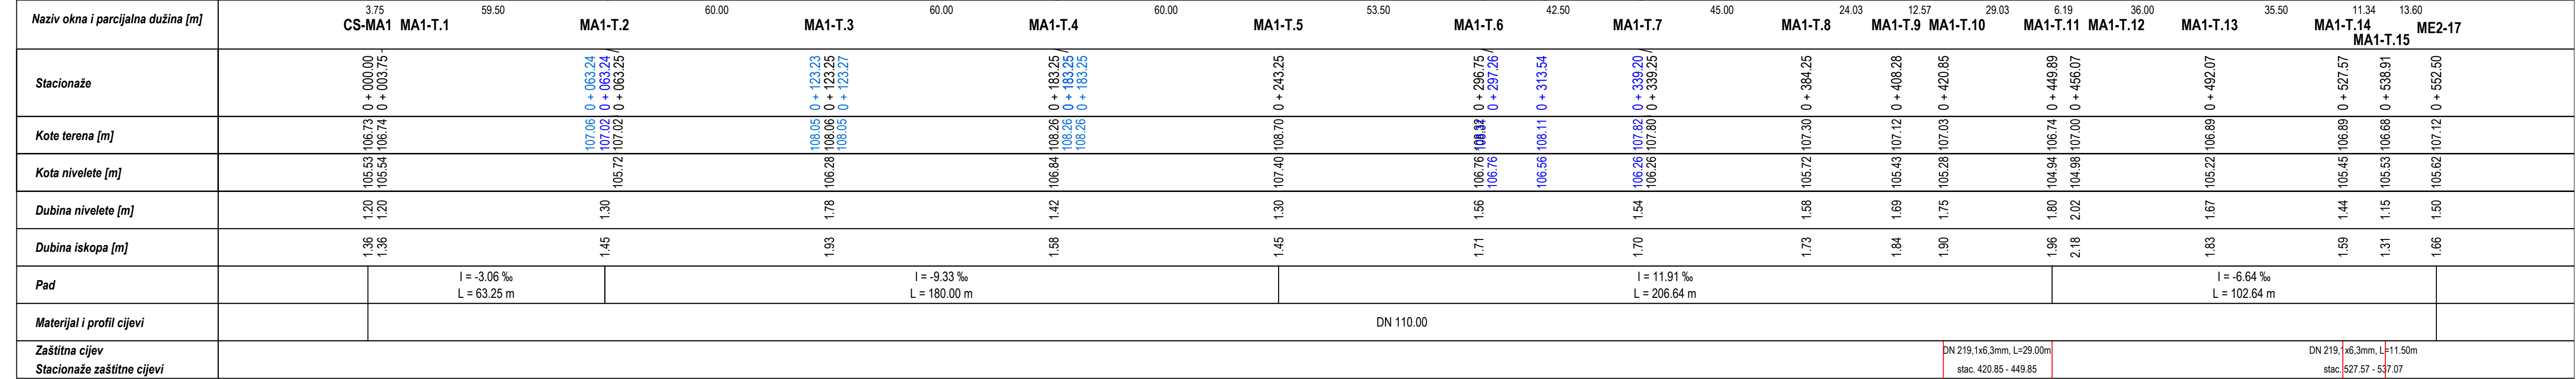 Naziv okna i parcijalna dužina [m]
3.75 59.50 60.00 60.00 60.00 53.50 42.50 45.00 24.03 12.57 29.03 6.19 36.00 35.50 11.34 13.60
CS-MA1 MA1-T.1 MA1-T.2 MA1-T.3 MA1-T.4 MA1-T.5 MA1-T.6 MA1-T.7 MA1-T.8 MA1-T.9 MA1-T.10 MA1-T.11 MA1-T.12 MA1-T.13 MA1-T.14 ME2-17
MA1-T.15
Stacionaže
0 + 000.00 0 + 003.75 0 + 063.24 0 + 063.24 0 + 063.25 0 + 123.23 0 + 123.25 0 + 123.27 0 + 183.25 0 + 183.25 0 + 183.25 0 + 243.25 0 + 296.75 0 + 297.26 0 + 313.54 0 + 339.20 0 + 339.25 0 + 384.25 0 + 408.28 0 + 420.85 0 + 449.89 0 + 456.07 0 + 492.07 0 + 527.57 0 + 538.91 0 + 552.50
Kote terena [m]
106.73 106.74 107.06 107.02 107.02 108.05 108.06 108.05 108.26 108.26 108.26 108.70 108.11 107.82 107.80 107.30 107.12 107.03 106.74 107.00 106.89 106.89 106.68 107.12
Kota nivelete [m]
105.53 105.54 105.72 106.28 106.84 107.40 106.76 106.76 106.56 106.26 106.26 105.72 105.43 105.28 104.94 104.98 105.22 105.45 105.53 105.62
Dubina nivelete [m]
1.20 1.20 1.30 1.78 1.42 1.30 1.56 1.54 1.58 1.69 1.75 1.80 2.02 1.67 1.44 1.15 1.50
Dubina iskopa [m]
1.36 1.36 1.45 1.93 1.58 1.45 1.71 1.70 1.73 1.84 1.90 1.96 2.18 1.83 1.59 1.31 1.66
Pad
I = -3.06 ‰ I = -9.33 ‰ I = 11.91 ‰ I = -6.64 ‰
L = 63.25 m L = 180.00 m L = 206.64 m L = 102.64 m
Materijal i profil cijevi
DN 110.00
Zaštitna cijev
DN 219,1x6,3mm, L=29.00m DN 219,1x6,3mm, L=11.50m
Stacionaže zaštitne cijevi
stac. 420.85 - 449.85 stac. 527.57 - 537.07